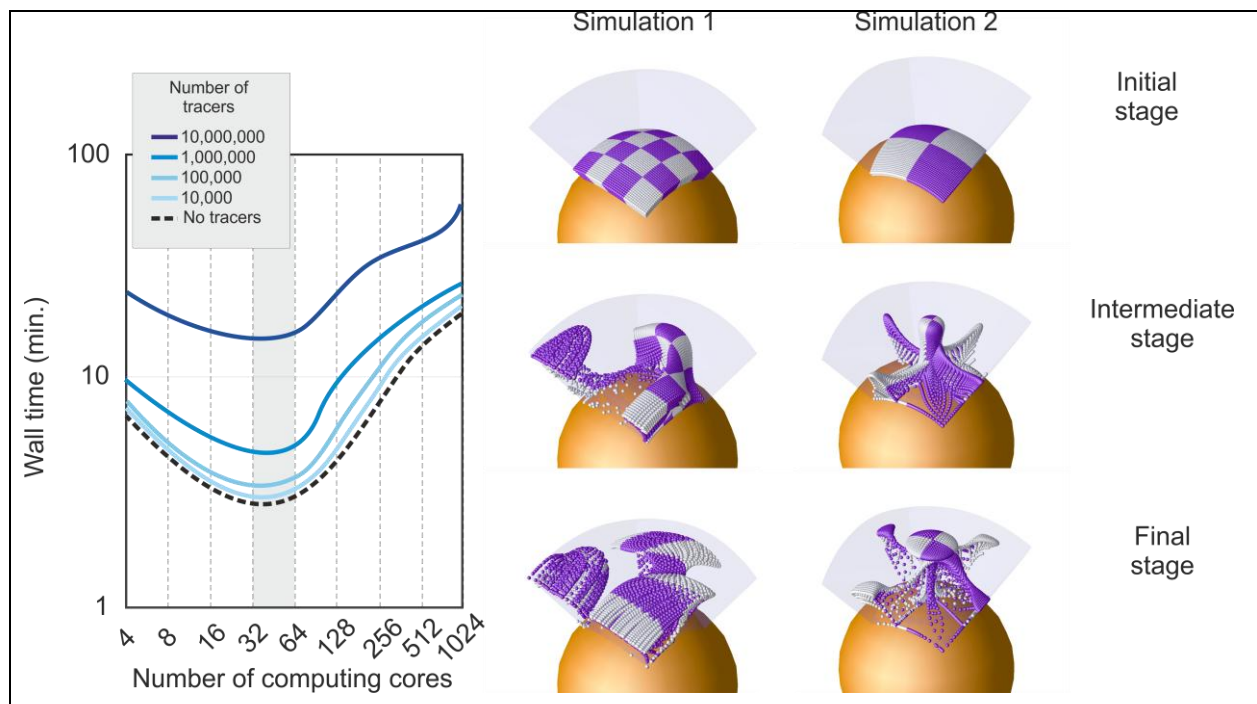 Simulation 1
Simulation 2
Initial
stage
Number of
tracers
10,000,000
1,000,000
100,000
10,000
No tracers
100
10
1
Wall time (min.)
4
8
16
32
64
128
256
512
1024
Number of computing cores
Intermediate
stage
Final
stage